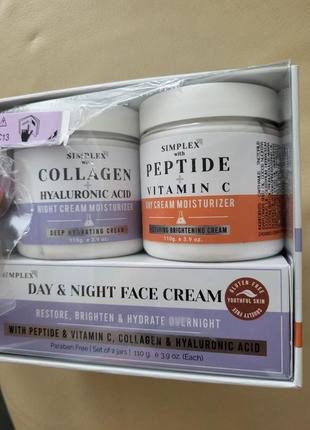 C13
SIMPLEX
with
COLLAGEN
+
HYALURONIC ACID
NIGHT CREAM MOISTURIZER
DEEP HYDRATING CREAM
110g e 3.9 oz.
SIMPLEX
with
PEPTIDE
+
VITAMIN C
DAY CREAM MOISTURIZER
BRIGHTENING CREAM
110g. e 3.9 oz.
SIMPLEX
DAY & NIGHT FACE CREAM
RESTORE, BRIGHTEN & HYDRATE OVERNIGHT
WITH PEPTIDE & VITAMIN C, COLLAGEN & HYALURONIC ACID
Paraben Free | Set of 2 jars | 110 g. e 3.9 oz (Each)
GLUTEN FREE
YOUTHFUL SKIN
CRUELTY FREE